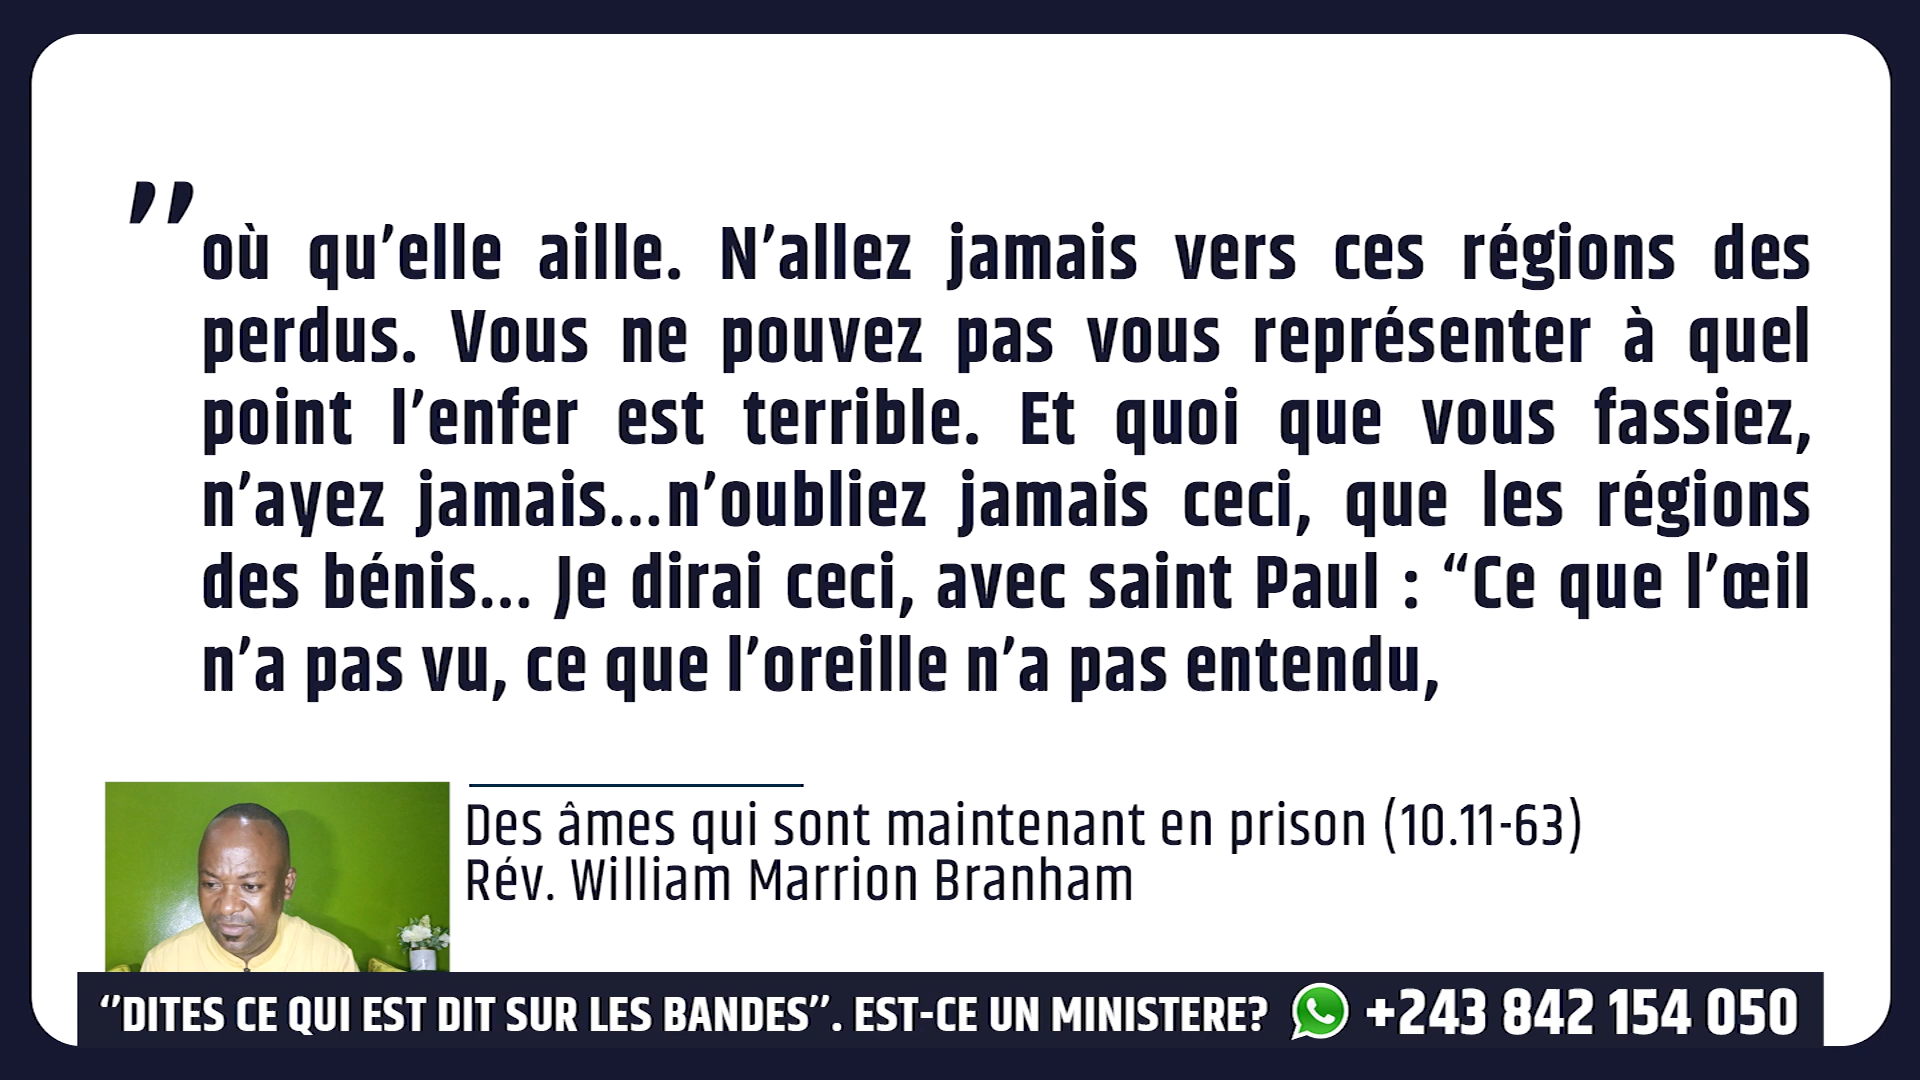 ’’où qu’elle aille. N’allez jamais vers ces régions des
perdus. Vous ne pouvez pas vous représenter à quel
point l’enfer est terrible. Et quoi que vous fassiez,
n’ayez jamais...n’oubliez jamais ceci, que les régions
des bénis... Je dirai ceci, avec saint Paul : “Ce que l’œil
n’a pas vu, ce que l’oreille n’a pas entendu,
Des âmes qui sont maintenant en prison (10.11-63)
Rév. William Marrion Branham
‘’DITES CE QUI EST DIT SUR LES BANDES’’. EST-CE UN MINISTERE? +243 842 154 050